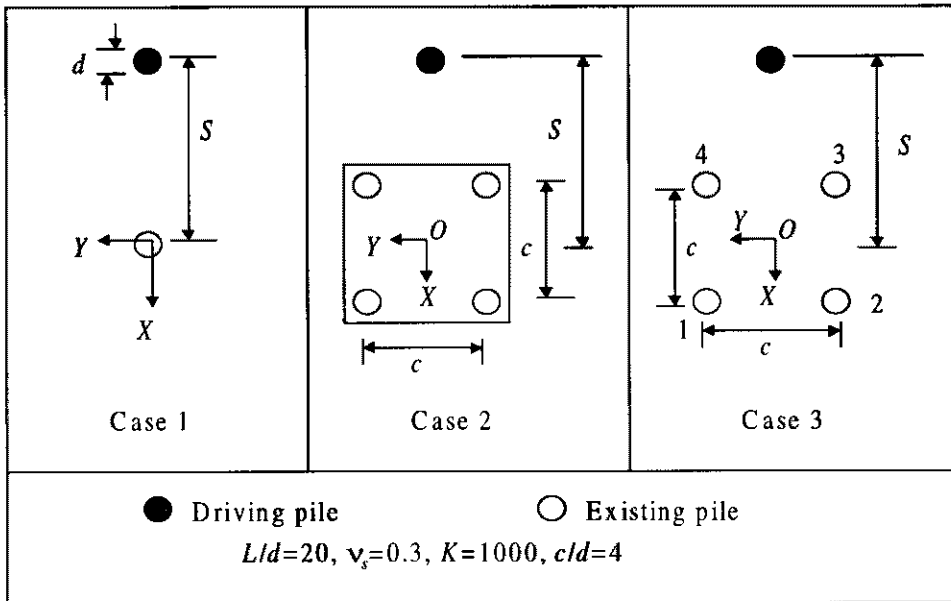 d
S
Y
X
Case 1
S
Y
O
X
c
c
Case 2
4
3
S
Y
O
X
c
1
2
c
Case 3
Driving pile
Existing pile
L/d=20, νs=0.3, K=1000, c/d=4